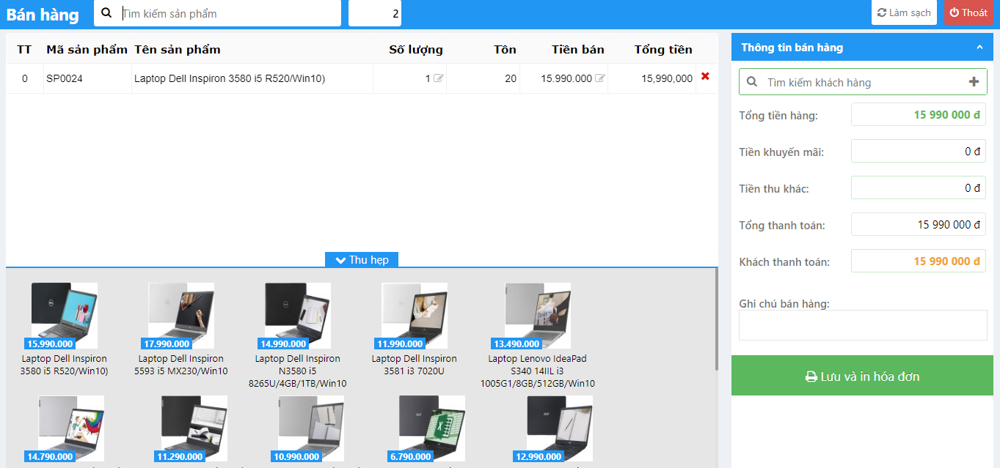 Bán hàng
Tìm kiếm sản phẩm
2
Làm sạch
Thoát
TT Mã sản phẩm Tên sản phẩm Số lượng Tồn Tiền bán Tổng tiền
0 SP0024 Laptop Dell Inspiron 3580 i5 R520/Win10) 1 20 15.990.000 15,990,000
Thu hẹp
15.990.000
Laptop Dell Inspiron
3580 i5 R520/Win10)
17.990.000
Laptop Dell Inspiron
5593 i5 MX230/Win10
14.990.000
Laptop Dell Inspiron
N3580 i5
8265U/4GB/1TB/Win10
11.990.000
Laptop Dell Inspiron
3581 i3 7020U
13.490.000
Laptop Lenovo IdeaPad
S340 14IIL i3
1005G1/8GB/512GB/Win10
14.790.000
11.290.000
10.990.000
6.790.000
12.990.000
Thông tin bán hàng
Tìm kiếm khách hàng
Tổng tiền hàng: 15 990 000 đ
Tiền khuyến mãi: 0 đ
Tiền thu khác: 0 đ
Tổng thanh toán: 15 990 000 đ
Khách thanh toán: 15 990 000 đ
Ghi chú bán hàng:
Lưu và in hóa đơn